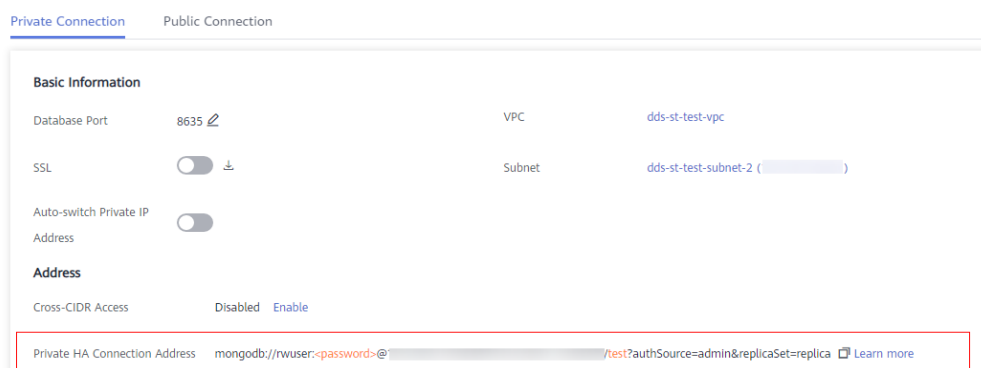 Private Connection Public Connection
Basic Information
Database Port 8635 VPC dds-st-test-vpc
SSL Subnet dds-st-test-subnet-2 ( )
Auto-switch Private IP
Address
Address
Cross-CIDR Access Disabled Enable
Private HA Connection Address mongodb://rwuser:<password>@ /test?authSource=admin&replicaSet=replica Learn more